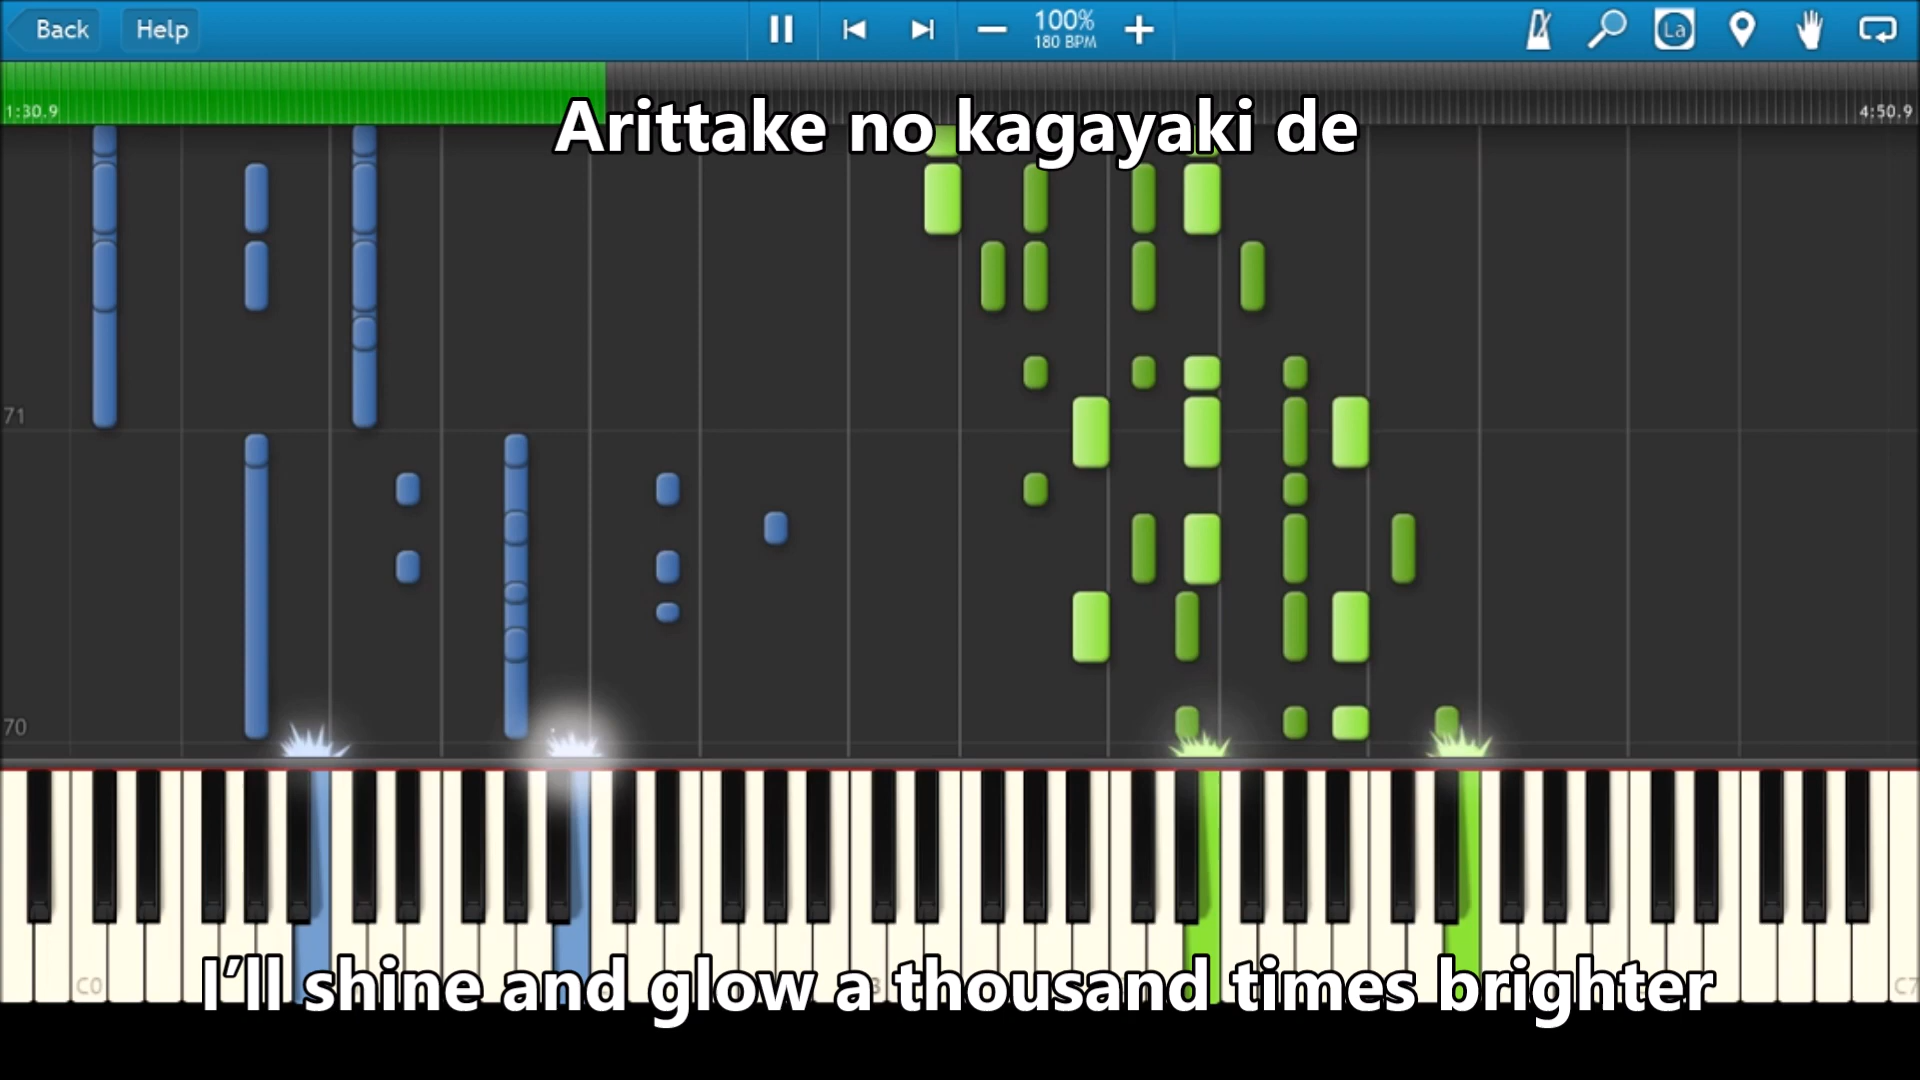 Back Help 100%
180 BPM La
1:30.9 4:50.9
Arittake no kagayaki de
71
70
C0 C7
I'll shine and glow a thousand times brighter